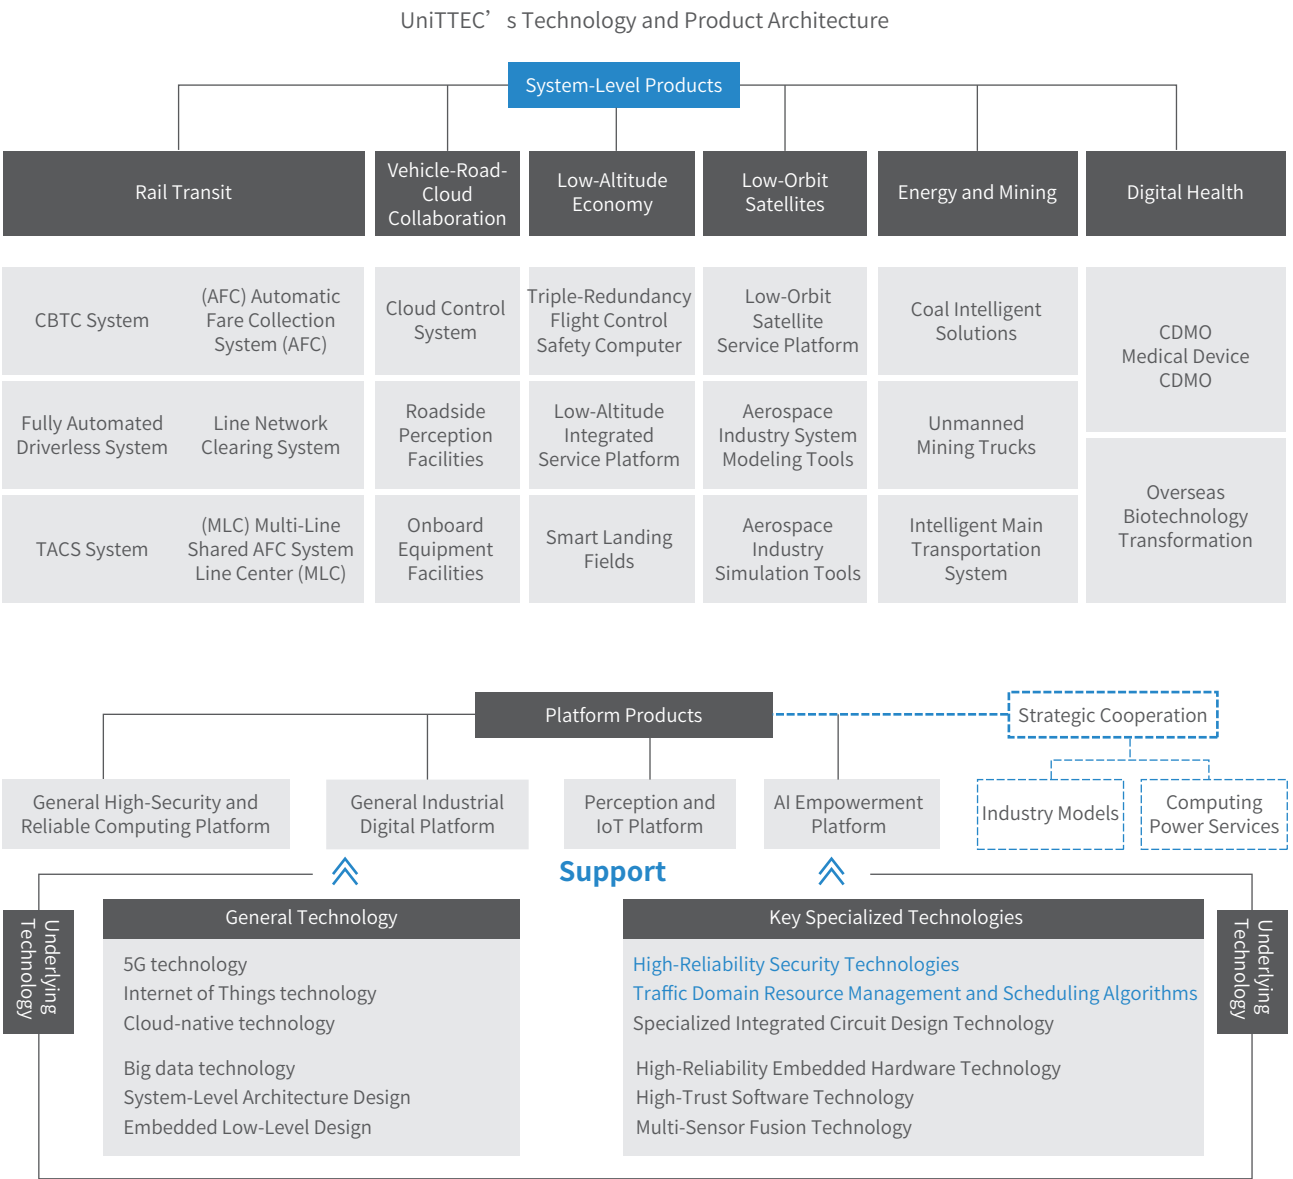 UniTTEC’s Technology and Product Architecture
System-Level Products
Rail Transit
Vehicle-Road-
Cloud
Collaboration
Low-Altitude
Economy
Low-Orbit
Satellites
Energy and Mining
Digital Health
CBTC System
(AFC) Automatic
Fare Collection
System (AFC)
Cloud Control
System
Triple-Redundancy
Flight Control
Safety Computer
Low-Orbit
Satellite
Service Platform
Coal Intelligent
Solutions
CDMO
Medical Device
CDMO
Fully Automated
Driverless System
Line Network
Clearing System
Roadside
Perception
Facilities
Low-Altitude
Integrated
Service Platform
Aerospace
Industry System
Modeling Tools
Unmanned
Mining Trucks
Overseas
Biotechnology
Transformation
TACS System
(MLC) Multi-Line
Shared AFC System
Line Center (MLC)
Onboard
Equipment
Facilities
Smart Landing
Fields
Aerospace
Industry
Simulation Tools
Intelligent Main
Transportation
System
Platform Products
Strategic Cooperation
General High-Security and
Reliable Computing Platform
General Industrial
Digital Platform
Perception and
IoT Platform
AI Empowerment
Platform
Industry Models
Computing
Power Services
Support
Underlying
Technology
General Technology
5G technology
Internet of Things technology
Cloud-native technology
Big data technology
System-Level Architecture Design
Embedded Low-Level Design
Key Specialized Technologies
High-Reliability Security Technologies
Traffic Domain Resource Management and Scheduling Algorithms
Specialized Integrated Circuit Design Technology
High-Reliability Embedded Hardware Technology
High-Trust Software Technology
Multi-Sensor Fusion Technology
Underlying
Technology